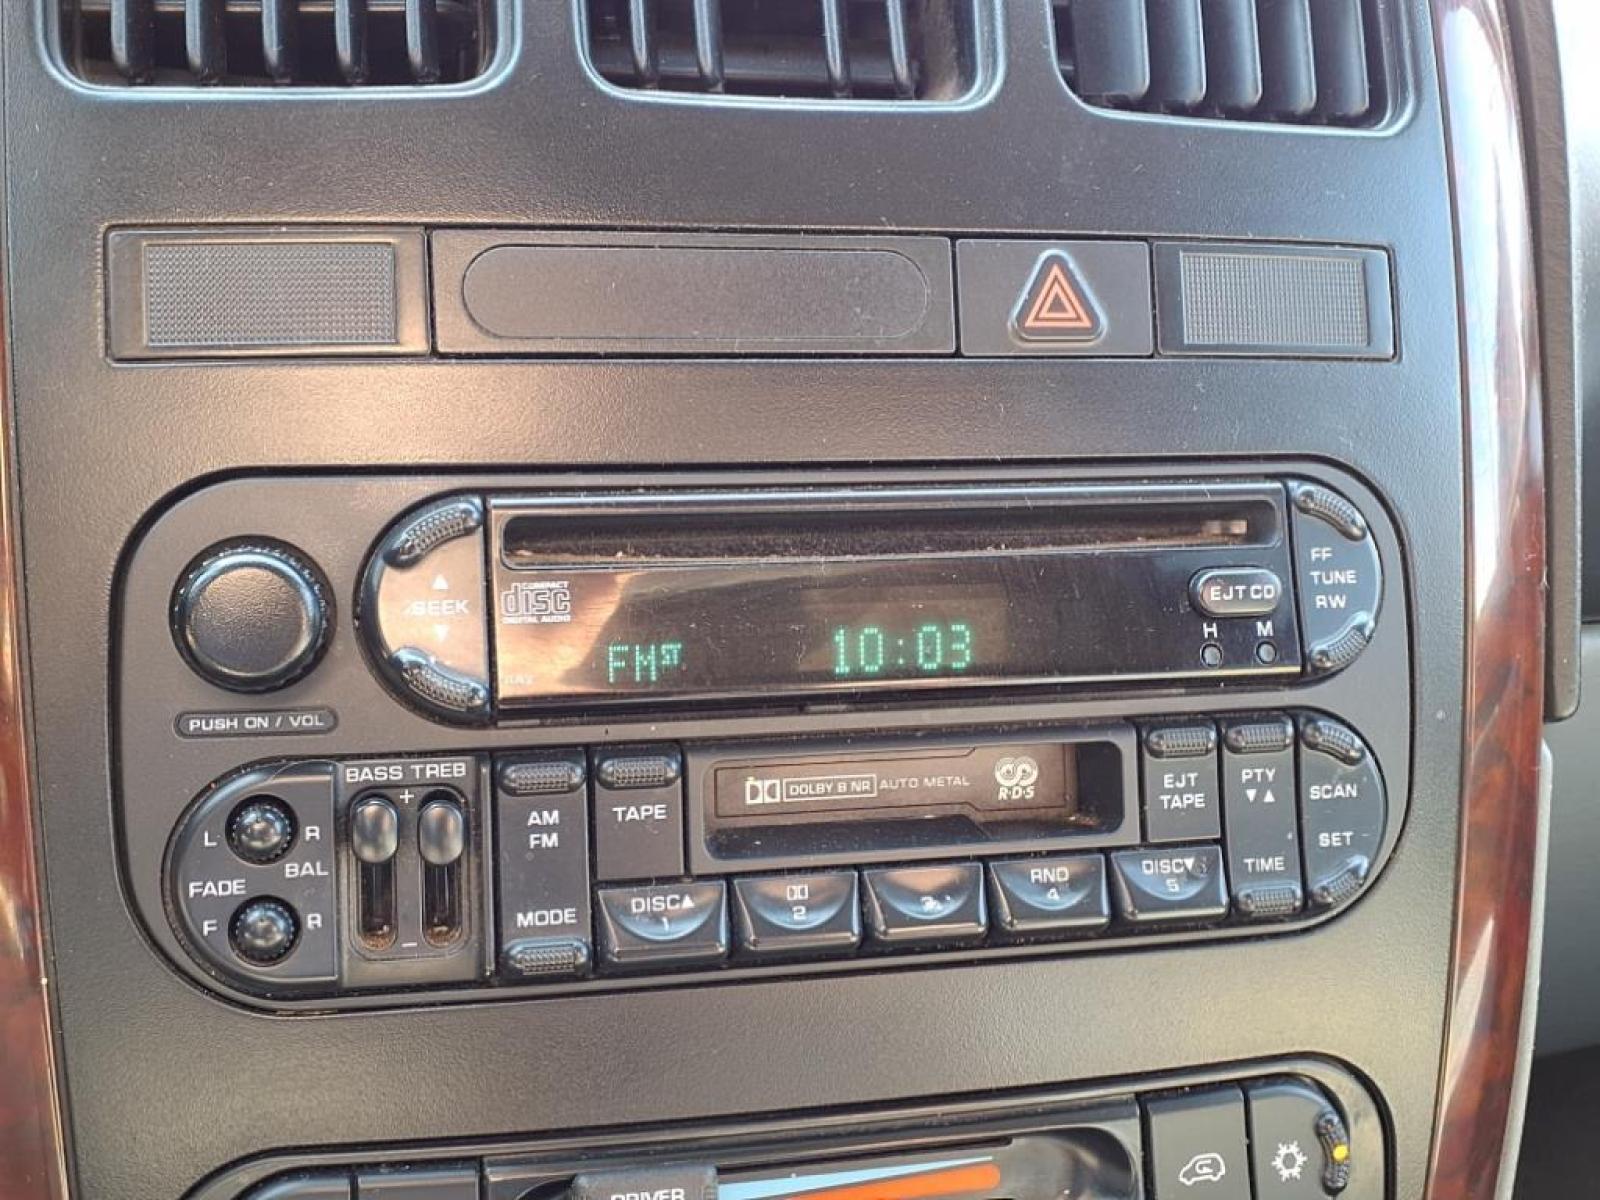 SEEK
COMPACT
disc
DIGITAL AUDIO
FM ST 10:03
EJT CD
H M
FF
TUNE
RW
PUSH ON / VOL
BASS TREB
+
−
L R
BAL
FADE
F R
AM
FM
MODE
TAPE
DOLBY B NR AUTO METAL
R·D·S
EJT
TAPE
PTY
TIME
SCAN
SET
DISC▲
1
2
3
RND
4
DISC▼
5
DRIVER